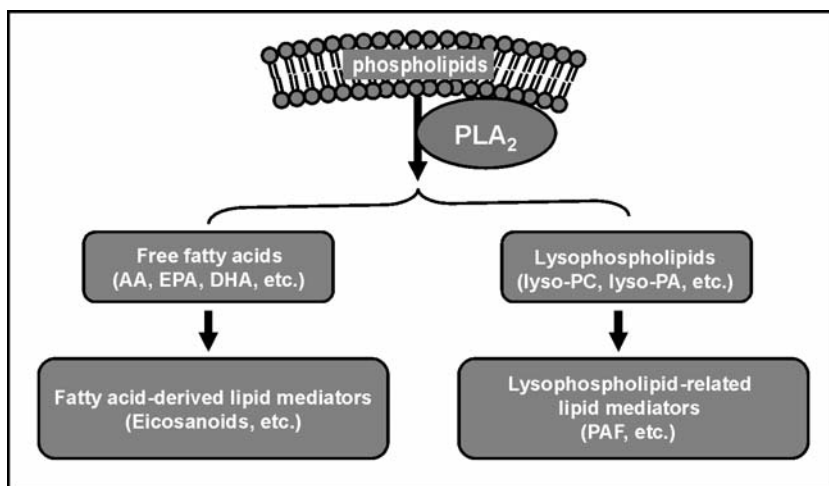 phospholipids
PLA₂
Free fatty acids
(AA, EPA, DHA, etc.)
Lysophospholipids
(lyso-PC, lyso-PA, etc.)
Fatty acid-derived lipid mediators
(Eicosanoids, etc.)
Lysophospholipid-related
lipid mediators
(PAF, etc.)